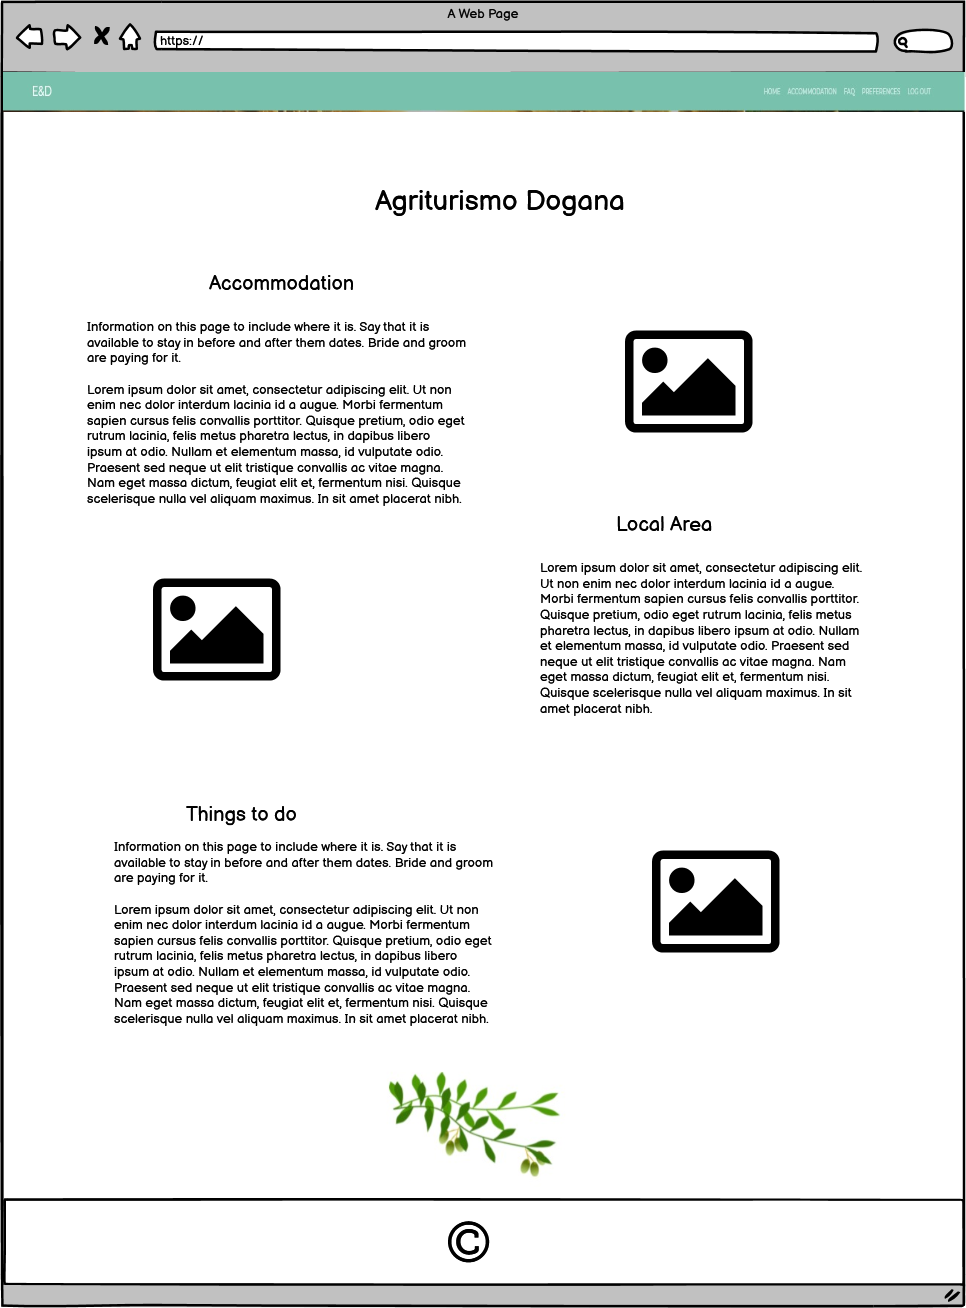 A Web Page
https://
E&D
HOME ACCOMMODATION FAQ PREFERENCES LOG OUT
Agriturismo Dogana
Accommodation
Information on this page to include where it is. Say that it is
available to stay in before and after them dates. Bride and groom
are paying for it.
Lorem ipsum dolor sit amet, consectetur adipiscing elit. Ut non
enim nec dolor interdum lacinia id a augue. Morbi fermentum
sapien cursus felis convallis porttitor. Quisque pretium, odio eget
rutrum lacinia, felis metus pharetra lectus, in dapibus libero
ipsum at odio. Nullam et elementum massa, id vulputate odio.
Praesent sed neque ut elit tristique convallis ac vitae magna.
Nam eget massa dictum, feugiat elit et, fermentum nisi. Quisque
scelerisque nulla vel aliquam maximus. In sit amet placerat nibh.
Local Area
Lorem ipsum dolor sit amet, consectetur adipiscing elit.
Ut non enim nec dolor interdum lacinia id a augue.
Morbi fermentum sapien cursus felis convallis porttitor.
Quisque pretium, odio eget rutrum lacinia, felis metus
pharetra lectus, in dapibus libero ipsum at odio. Nullam
et elementum massa, id vulputate odio. Praesent sed
neque ut elit tristique convallis ac vitae magna. Nam
eget massa dictum, feugiat elit et, fermentum nisi.
Quisque scelerisque nulla vel aliquam maximus. In sit
amet placerat nibh.
Things to do
Information on this page to include where it is. Say that it is
available to stay in before and after them dates. Bride and groom
are paying for it.
Lorem ipsum dolor sit amet, consectetur adipiscing elit. Ut non
enim nec dolor interdum lacinia id a augue. Morbi fermentum
sapien cursus felis convallis porttitor. Quisque pretium, odio eget
rutrum lacinia, felis metus pharetra lectus, in dapibus libero
ipsum at odio. Nullam et elementum massa, id vulputate odio.
Praesent sed neque ut elit tristique convallis ac vitae magna.
Nam eget massa dictum, feugiat elit et, fermentum nisi. Quisque
scelerisque nulla vel aliquam maximus. In sit amet placerat nibh.
©